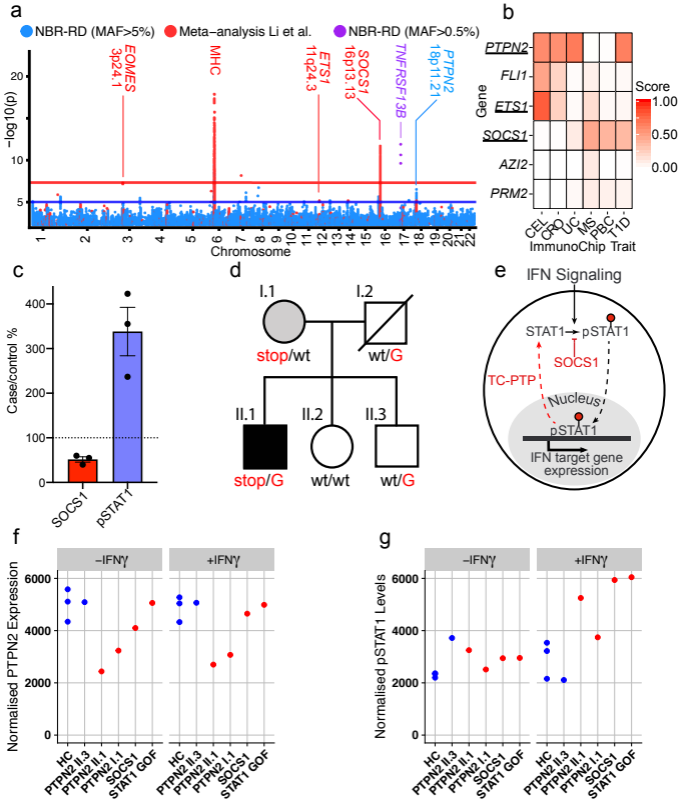 a
NBR-RD (MAF>5%) Meta-analysis Li et al. NBR-RD (MAF>0.5%)
−log10(p)
20
15
10
5
EOMES
3p24.1
MHC
ETS1
11q24.3
SOCS1
16p13.13
TNFRSF13B
PTPN2
18p11.21
1 2 3 4 5 6 7 8 9 10 11 12 13 14 15 16 17 18 19 20 21 22
Chromosome
b
Gene
PTPN2
FLI1
ETS1
SOCS1
AZI2
PRM2
CEL CRO UC MS PBC T1D
ImmunoChip Trait
Score
1.00
0.50
0.00
c
Case/control %
400
300
200
100
0
SOCS1 pSTAT1
d
I.1 I.2
stop/wt wt/G
II.1 II.2 II.3
stop/G wt/wt wt/G
e
IFN Signaling
STAT1 pSTAT1
SOCS1
TC-PTP
Nucleus
pSTAT1
IFN target gene
expression
f
Normalised PTPN2 Expression
−IFNγ +IFNγ
6000
4000
2000
0
HC PTPN2 II.3 PTPN2 II.1 PTPN2 I.1 SOCS1 STAT1 GOF
HC PTPN2 II.3 PTPN2 II.1 PTPN2 I.1 SOCS1 STAT1 GOF
g
Normalised pSTAT1 Levels
−IFNγ +IFNγ
6000
4000
2000
0
HC PTPN2 II.3 PTPN2 II.1 PTPN2 I.1 SOCS1 STAT1 GOF
HC PTPN2 II.3 PTPN2 II.1 PTPN2 I.1 SOCS1 STAT1 GOF